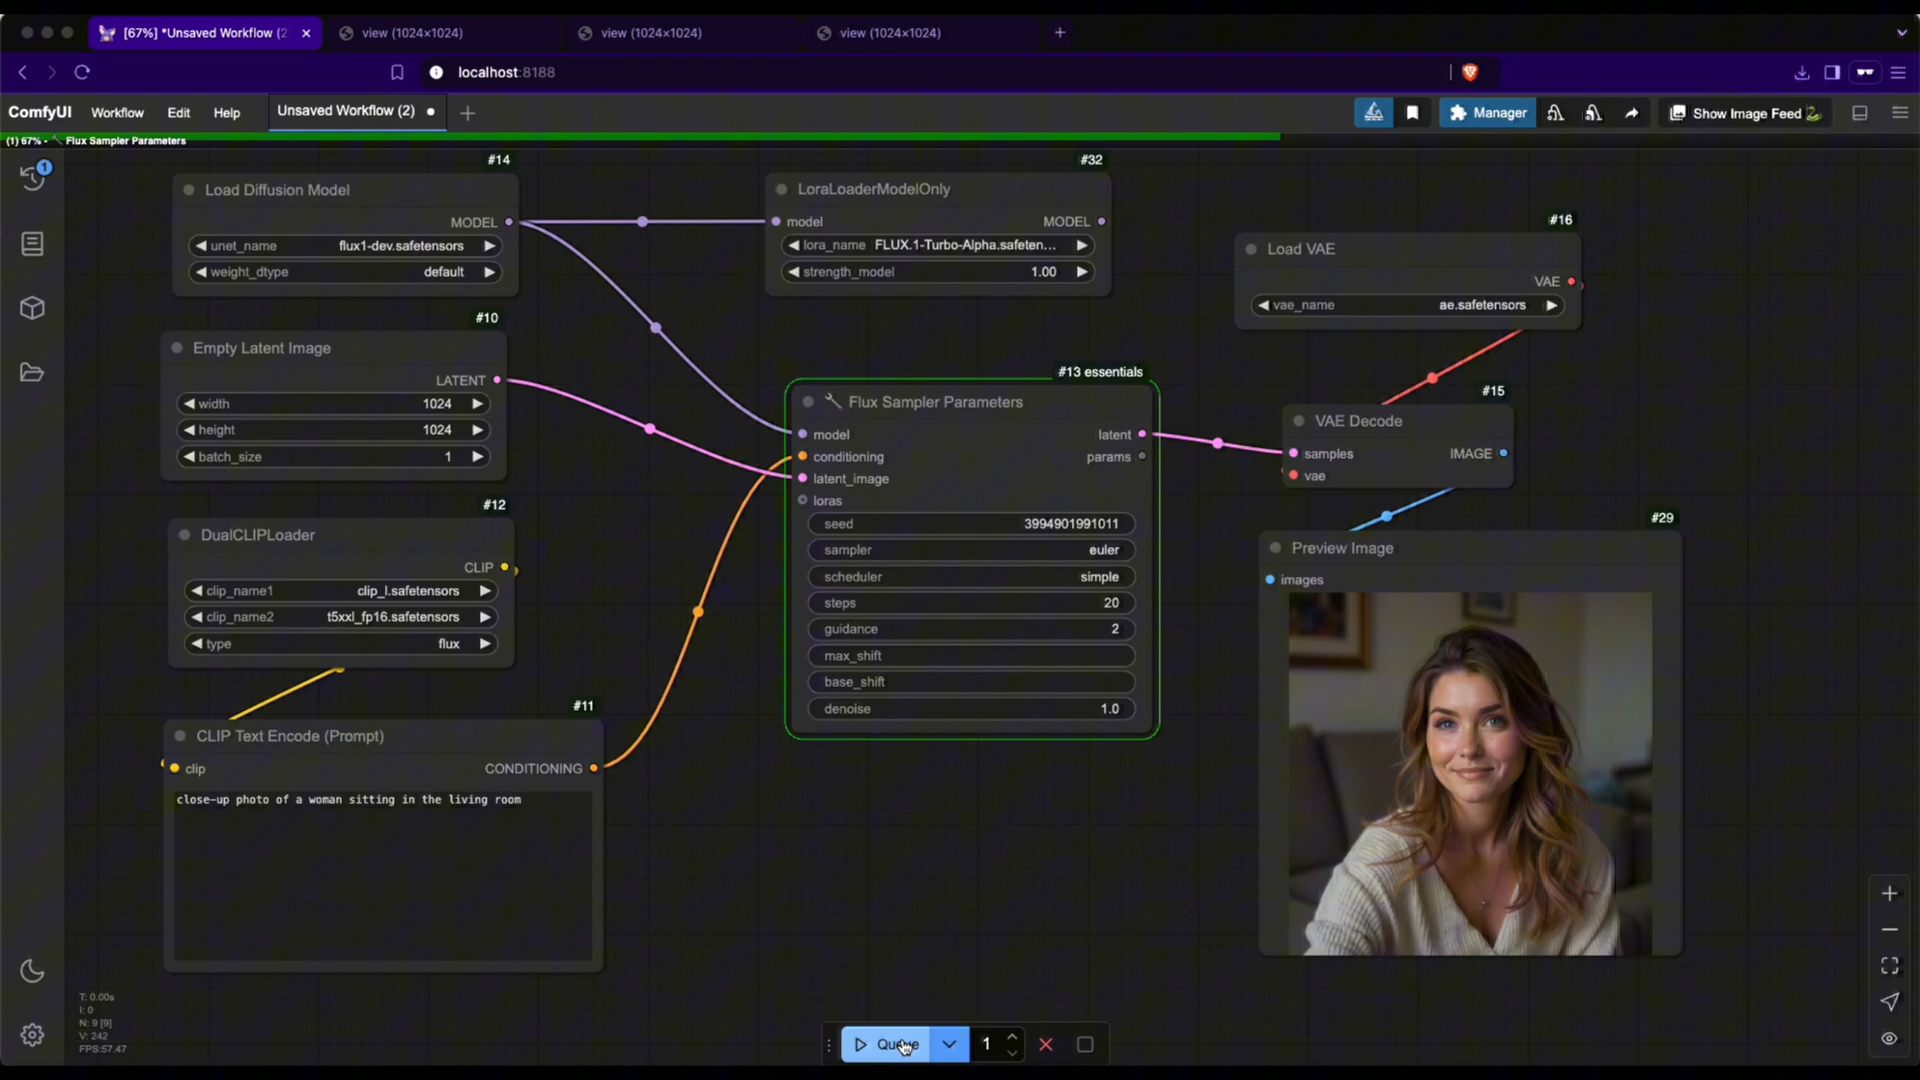 [67%] *Unsaved Workflow (2
view (1024×1024)
view (1024×1024)
view (1024×1024)
localhost:8188
ComfyUI
Workflow
Edit
Help
Unsaved Workflow (2)
Manager
Show Image Feed
(1) 67% - Flux Sampler Parameters
1
#14
Load Diffusion Model
MODEL
unet_name flux1-dev.safetensors
weight_dtype default
#32
LoraLoaderModelOnly
model MODEL
lora_name FLUX.1-Turbo-Alpha.safeten...
strength_model 1.00
#16
Load VAE
VAE
vae_name ae.safetensors
#10
Empty Latent Image
LATENT
width 1024
height 1024
batch_size 1
#13 essentials
Flux Sampler Parameters
model latent
conditioning params
latent_image
loras
seed 3994901991011
sampler euler
scheduler simple
steps 20
guidance 2
max_shift
base_shift
denoise 1.0
#15
VAE Decode
samples IMAGE
vae
#12
DualCLIPLoader
CLIP
clip_name1 clip_l.safetensors
clip_name2 t5xxl_fp16.safetensors
type flux
#29
Preview Image
images
#11
CLIP Text Encode (Prompt)
clip CONDITIONING
close-up photo of a woman sitting in the living room
T: 0.00s
I: 0
N: 9 [9]
V: 242
FPS:57.47
Queue
1